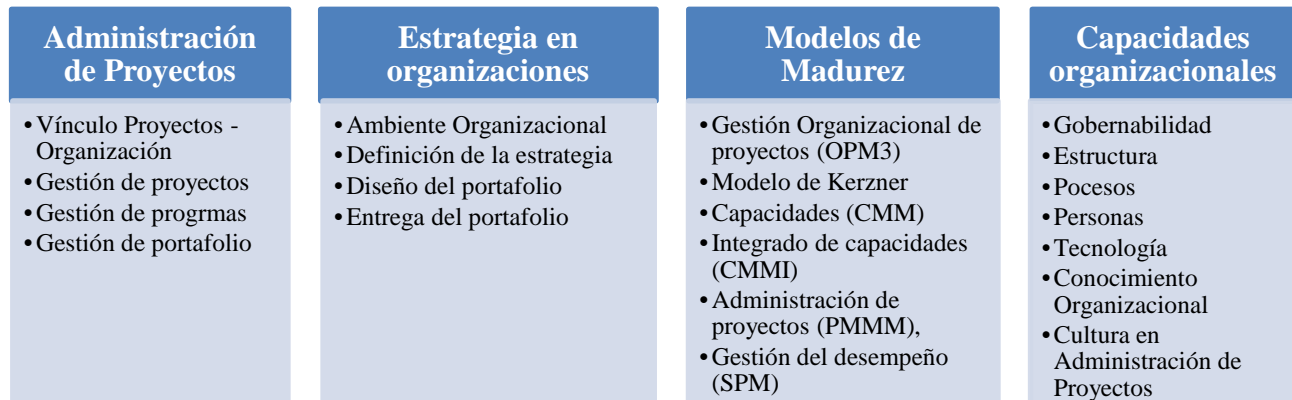 Administración
de Proyectos
• Vínculo Proyectos -
Organización
• Gestión de proyectos
• Gestión de progrmas
• Gestión de portafolio
Estrategia en
organizaciones
• Ambiente Organizacional
• Definición de la estrategia
• Diseño del portafolio
• Entrega del portafolio
Modelos de
Madurez
• Gestión Organizacional de
proyectos (OPM3)
• Modelo de Kerzner
• Capacidades (CMM)
• Integrado de capacidades
(CMMI)
• Administración de
proyectos (PMMM),
• Gestión del desempeño
(SPM)
Capacidades
organizacionales
• Gobernabilidad
• Estructura
• Pocesos
• Personas
• Tecnología
• Conocimiento
Organizacional
• Cultura en
Administración de
Proyectos